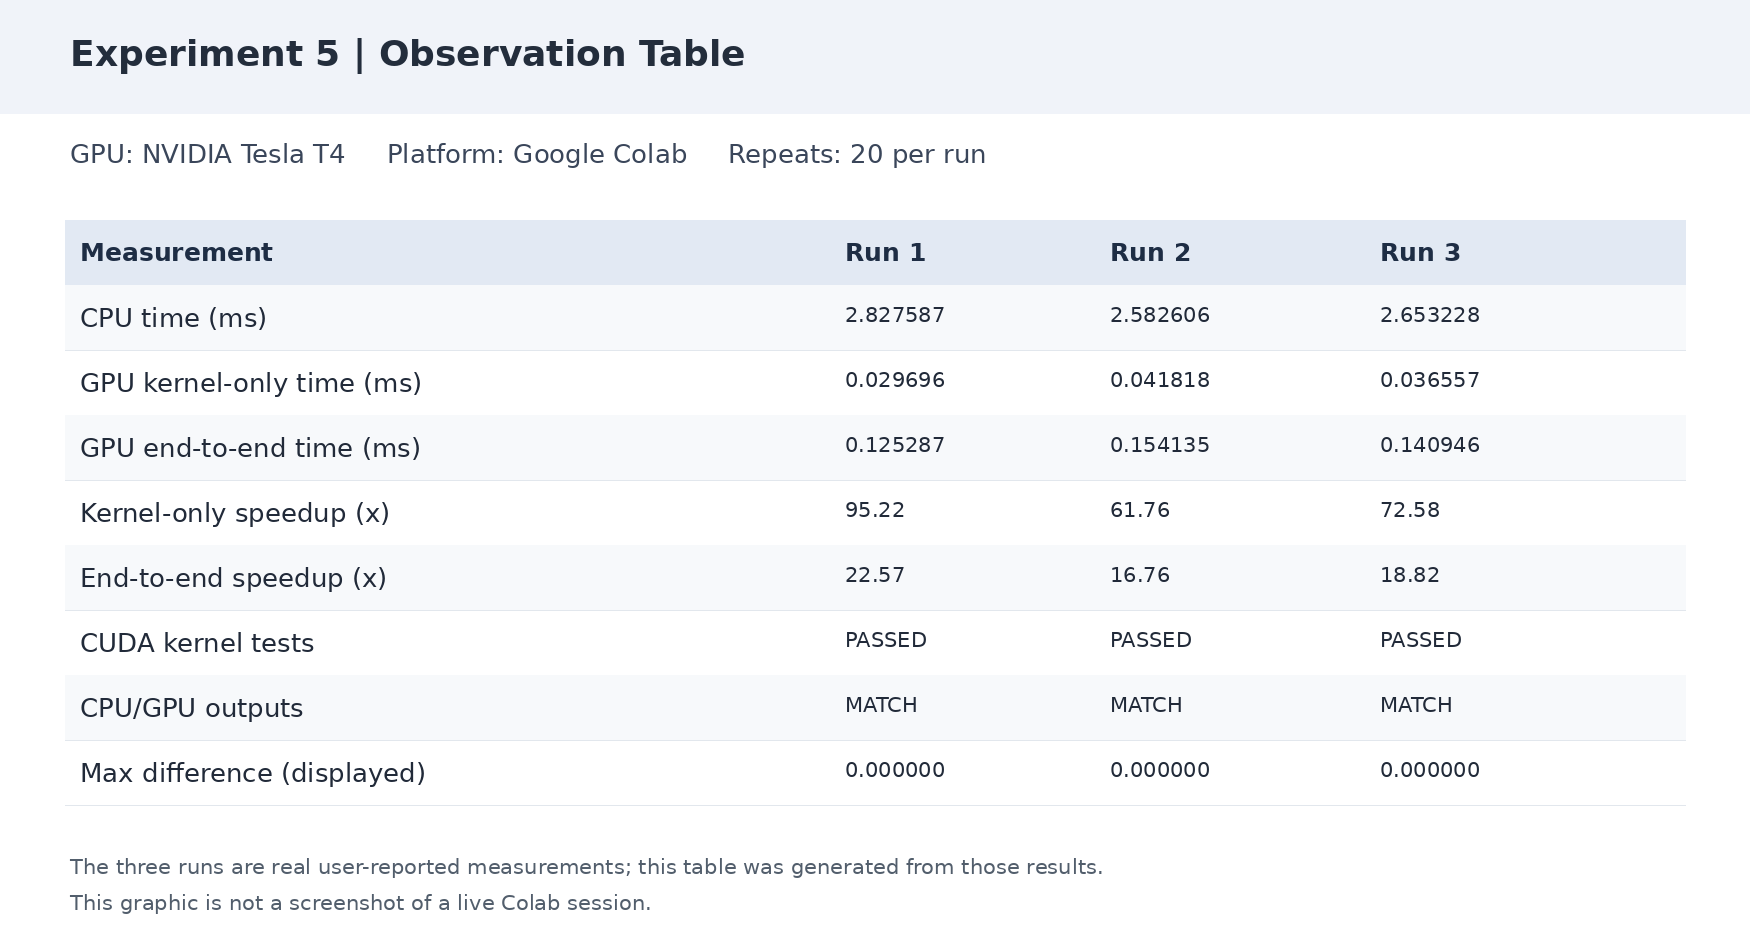 Experiment 5 | Observation Table
GPU: NVIDIA Tesla T4 Platform: Google Colab Repeats: 20 per run
Measurement Run 1 Run 2 Run 3
CPU time (ms) 2.827587 2.582606 2.653228
GPU kernel-only time (ms) 0.029696 0.041818 0.036557
GPU end-to-end time (ms) 0.125287 0.154135 0.140946
Kernel-only speedup (x) 95.22 61.76 72.58
End-to-end speedup (x) 22.57 16.76 18.82
CUDA kernel tests PASSED PASSED PASSED
CPU/GPU outputs MATCH MATCH MATCH
Max difference (displayed) 0.000000 0.000000 0.000000
The three runs are real user-reported measurements; this table was generated from those results.
This graphic is not a screenshot of a live Colab session.